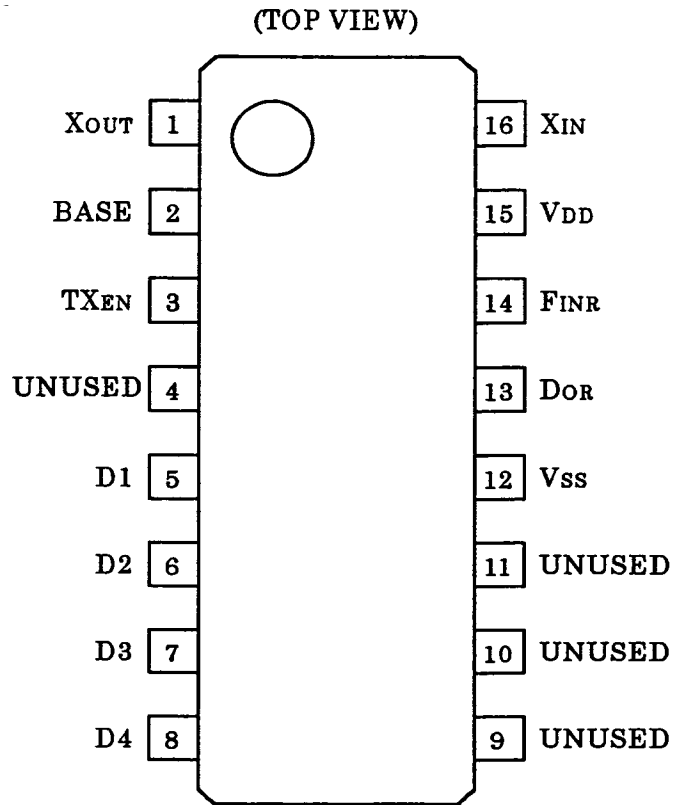 (TOP VIEW)
XOUT 1 16 XIN
BASE 2 15 VDD
TXEN 3 14 FINR
UNUSED 4 13 DOR
D1 5 12 VSS
D2 6 11 UNUSED
D3 7 10 UNUSED
D4 8 9 UNUSED